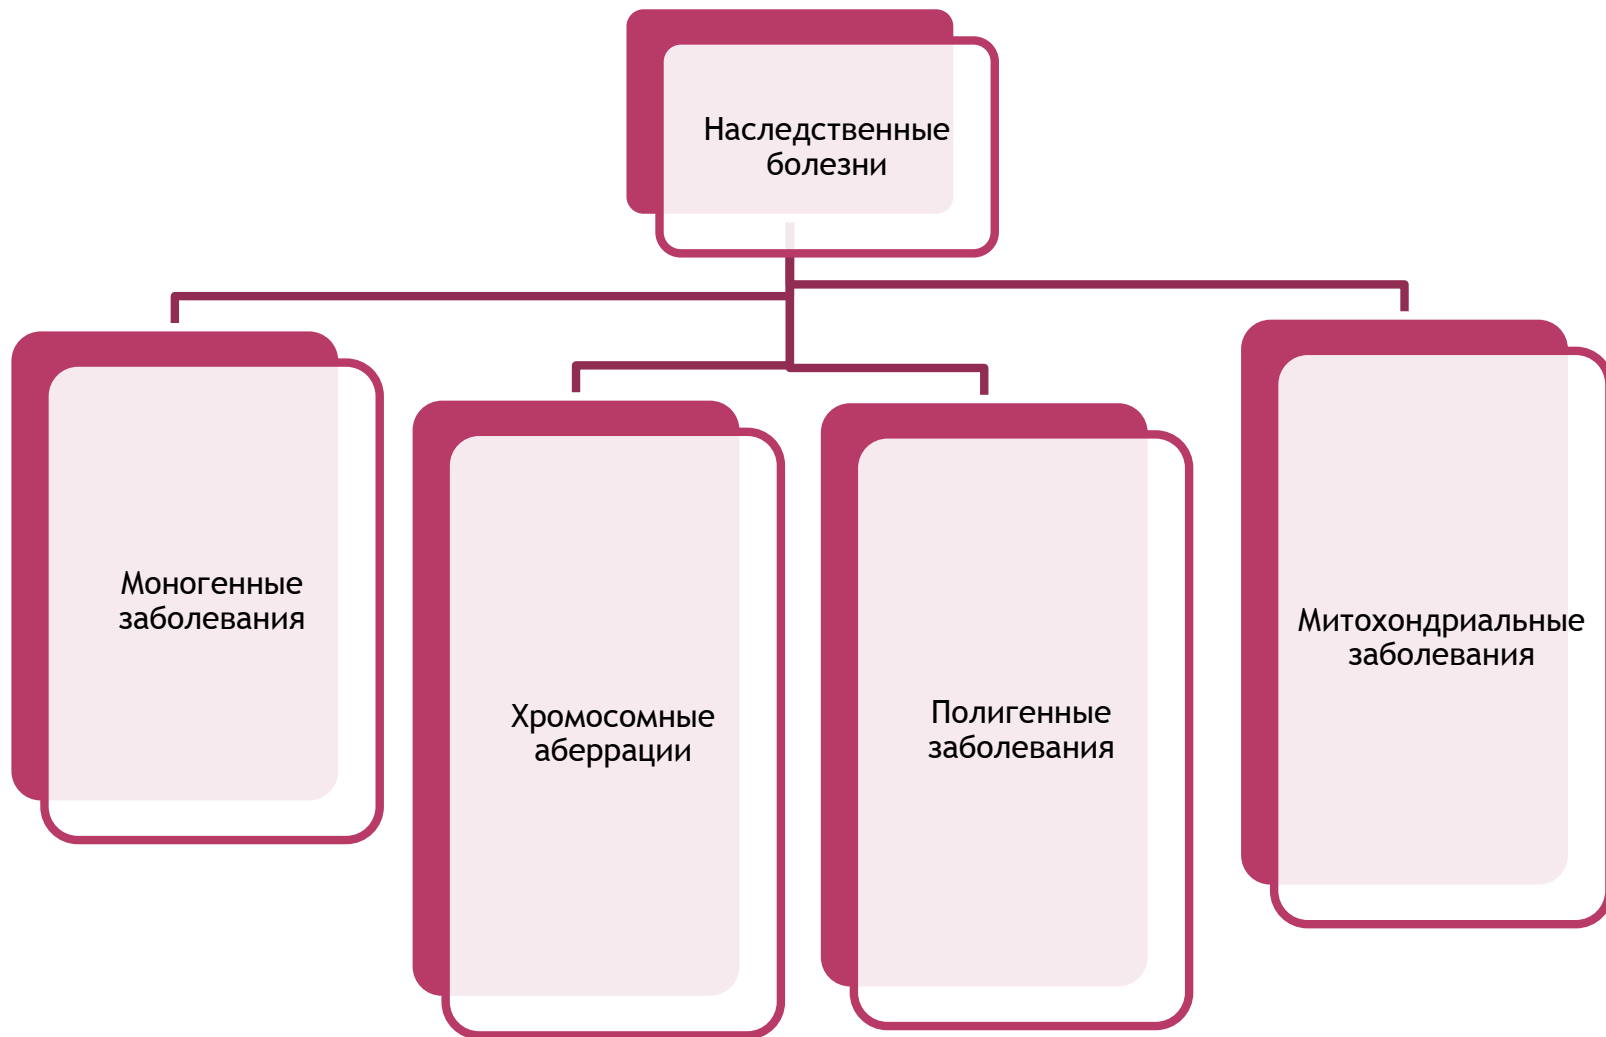 Наследственные
болезни
Моногенные
заболевания
Хромосомные
аберрации
Полигенные
заболевания
Митохондриальные
заболевания